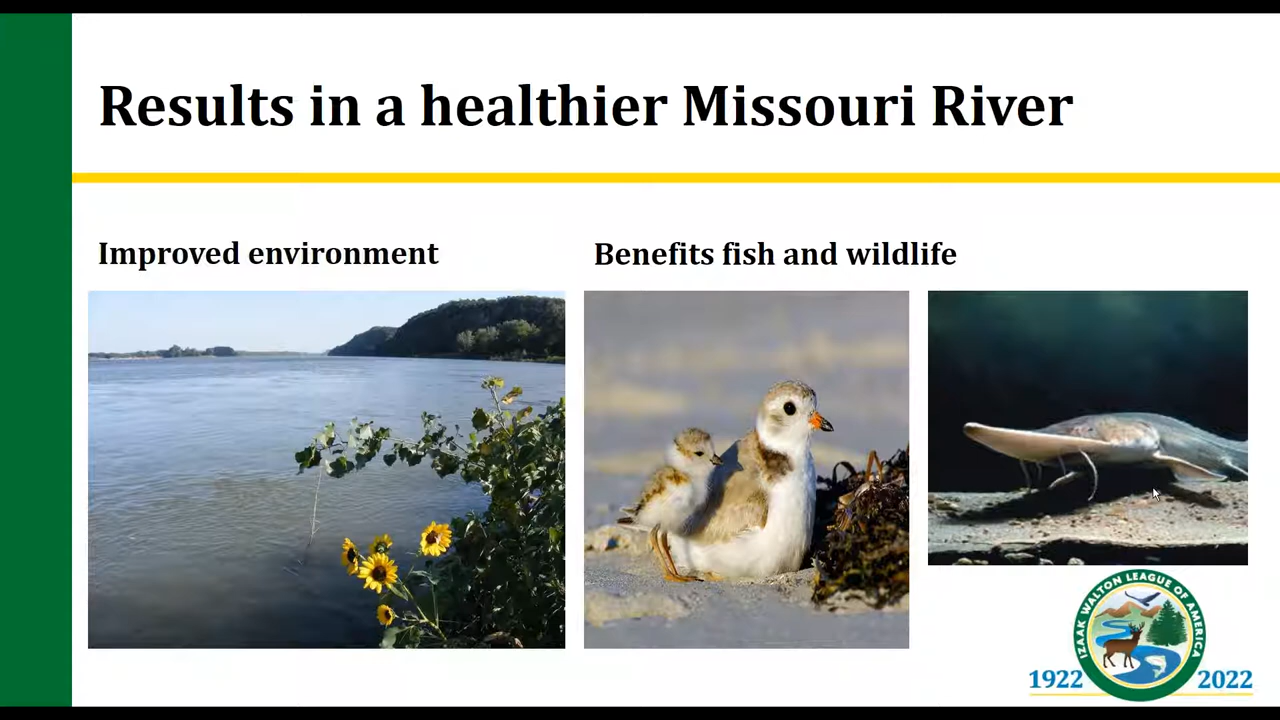 Results in a healthier Missouri River
Improved environment
Benefits fish and wildlife
IZAAK WALTON LEAGUE OF AMERICA
1922
2022